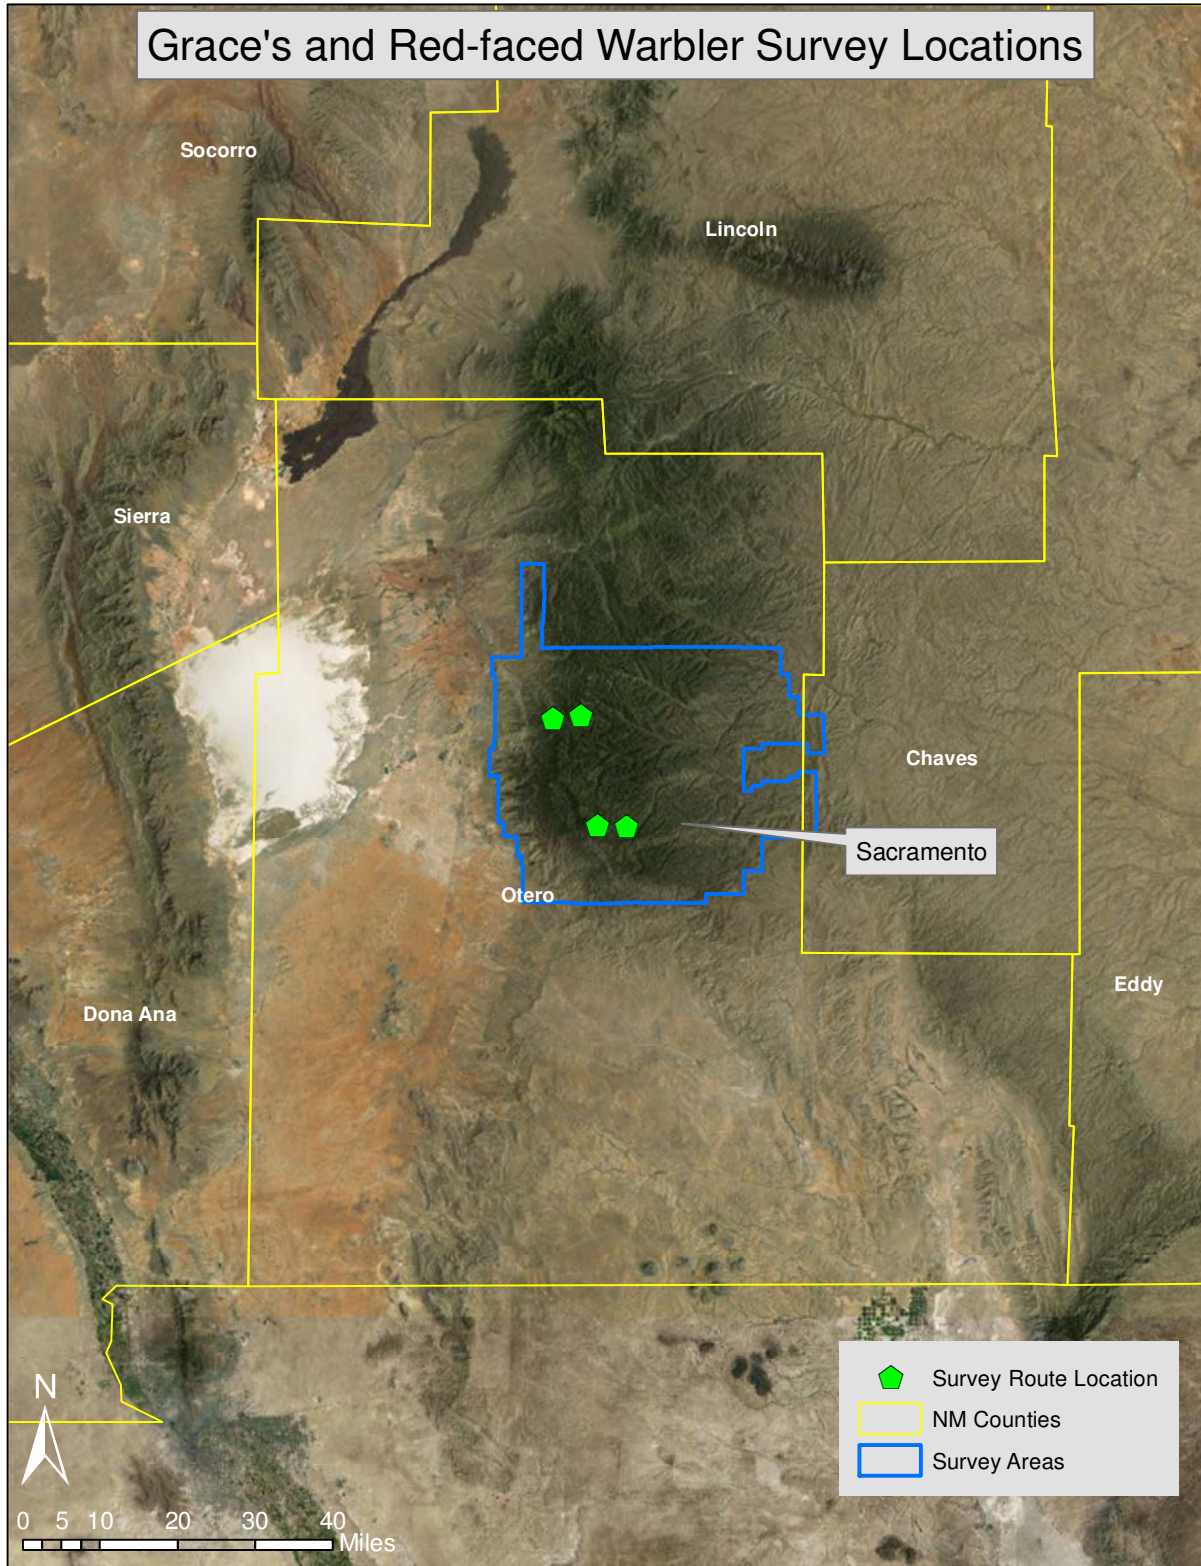 Grace's and Red-faced Warbler Survey Locations
Socorro
Lincoln
Sierra
Chaves
Sacramento
Otero
Eddy
Dona Ana
Survey Route Location
NM Counties
Survey Areas
N
0 5 10 20 30 40
Miles